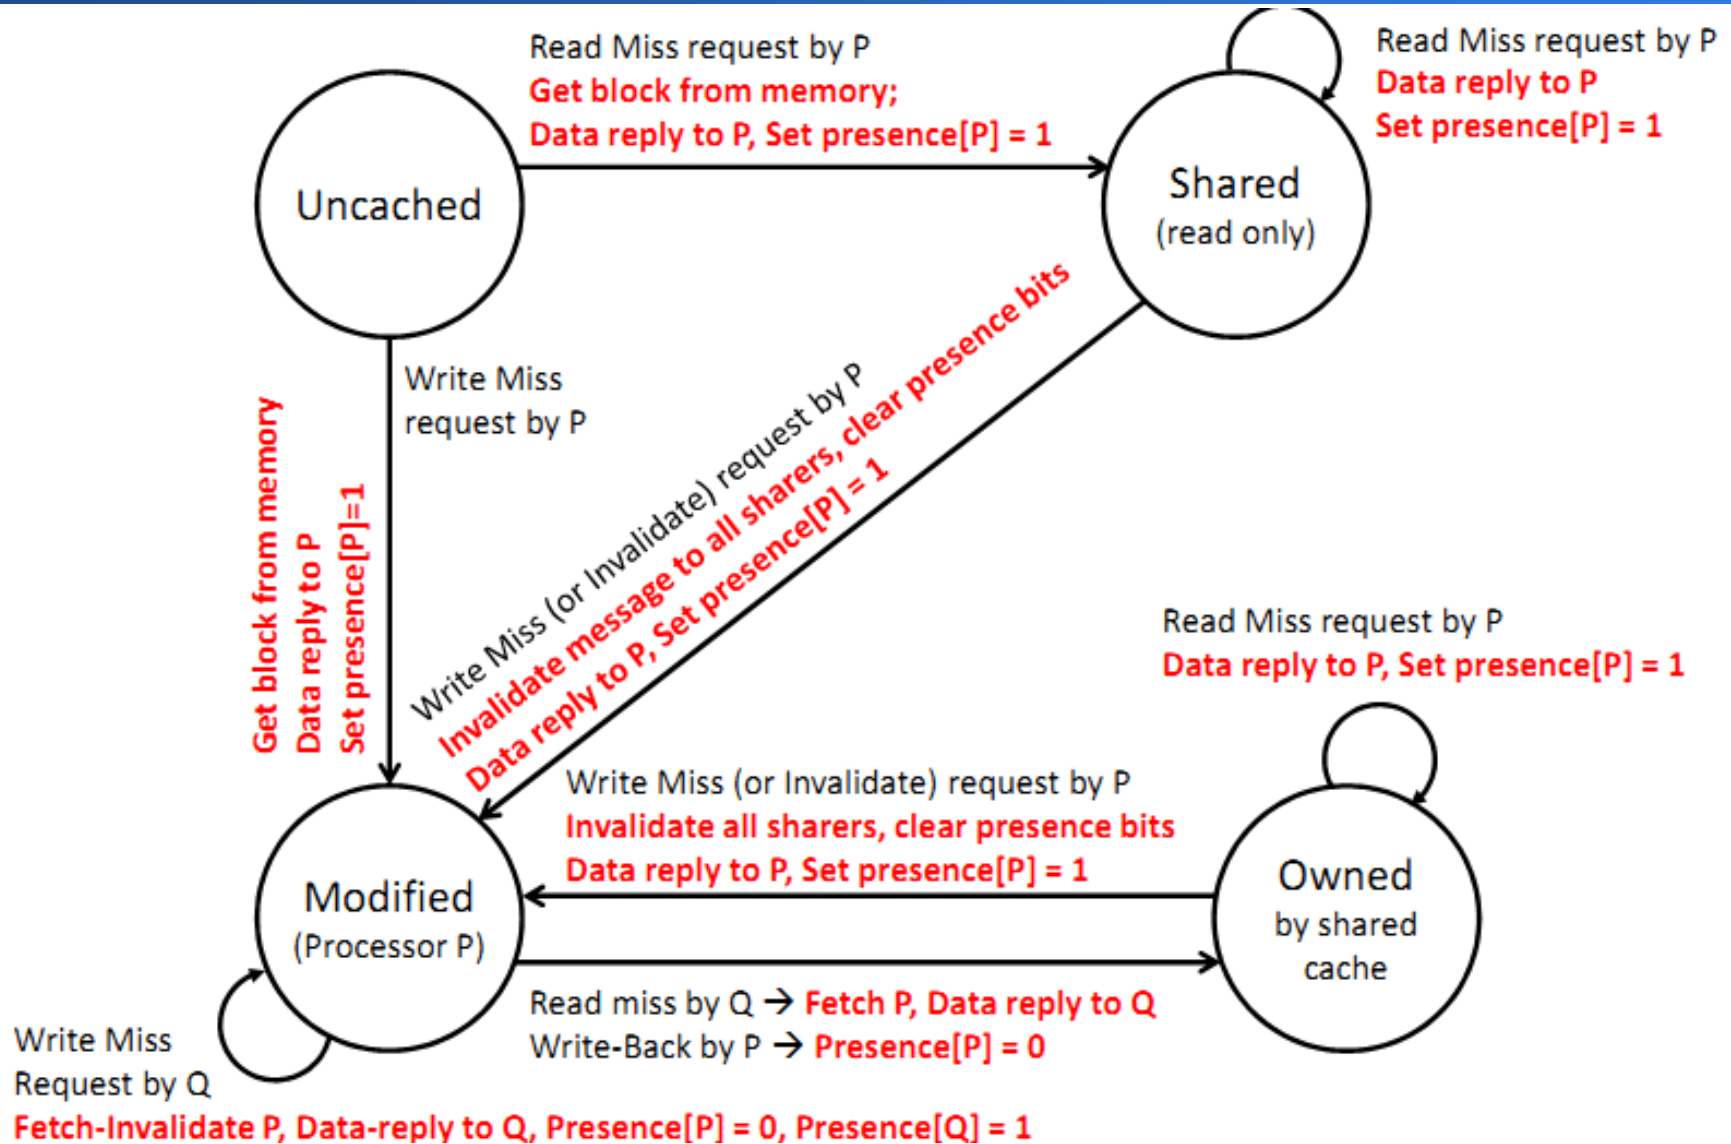 Read Miss request by P
Get block from memory;
Data reply to P, Set presence[P] = 1
Read Miss request by P
Data reply to P
Set presence[P] = 1
Uncached
Shared
(read only)
Write Miss
request by P
Get block from memory
Data reply to P
Set presence[P]=1
Write Miss (or Invalidate) request by P
Invalidate message to all sharers, clear presence bits
Data reply to P, Set presence[P] = 1
Read Miss request by P
Data reply to P, Set presence[P] = 1
Write Miss (or Invalidate) request by P
Invalidate all sharers, clear presence bits
Data reply to P, Set presence[P] = 1
Modified
(Processor P)
Owned
by shared
cache
Read miss by Q → Fetch P, Data reply to Q
Write-Back by P → Presence[P] = 0
Write Miss
Request by Q
Fetch-Invalidate P, Data-reply to Q, Presence[P] = 0, Presence[Q] = 1